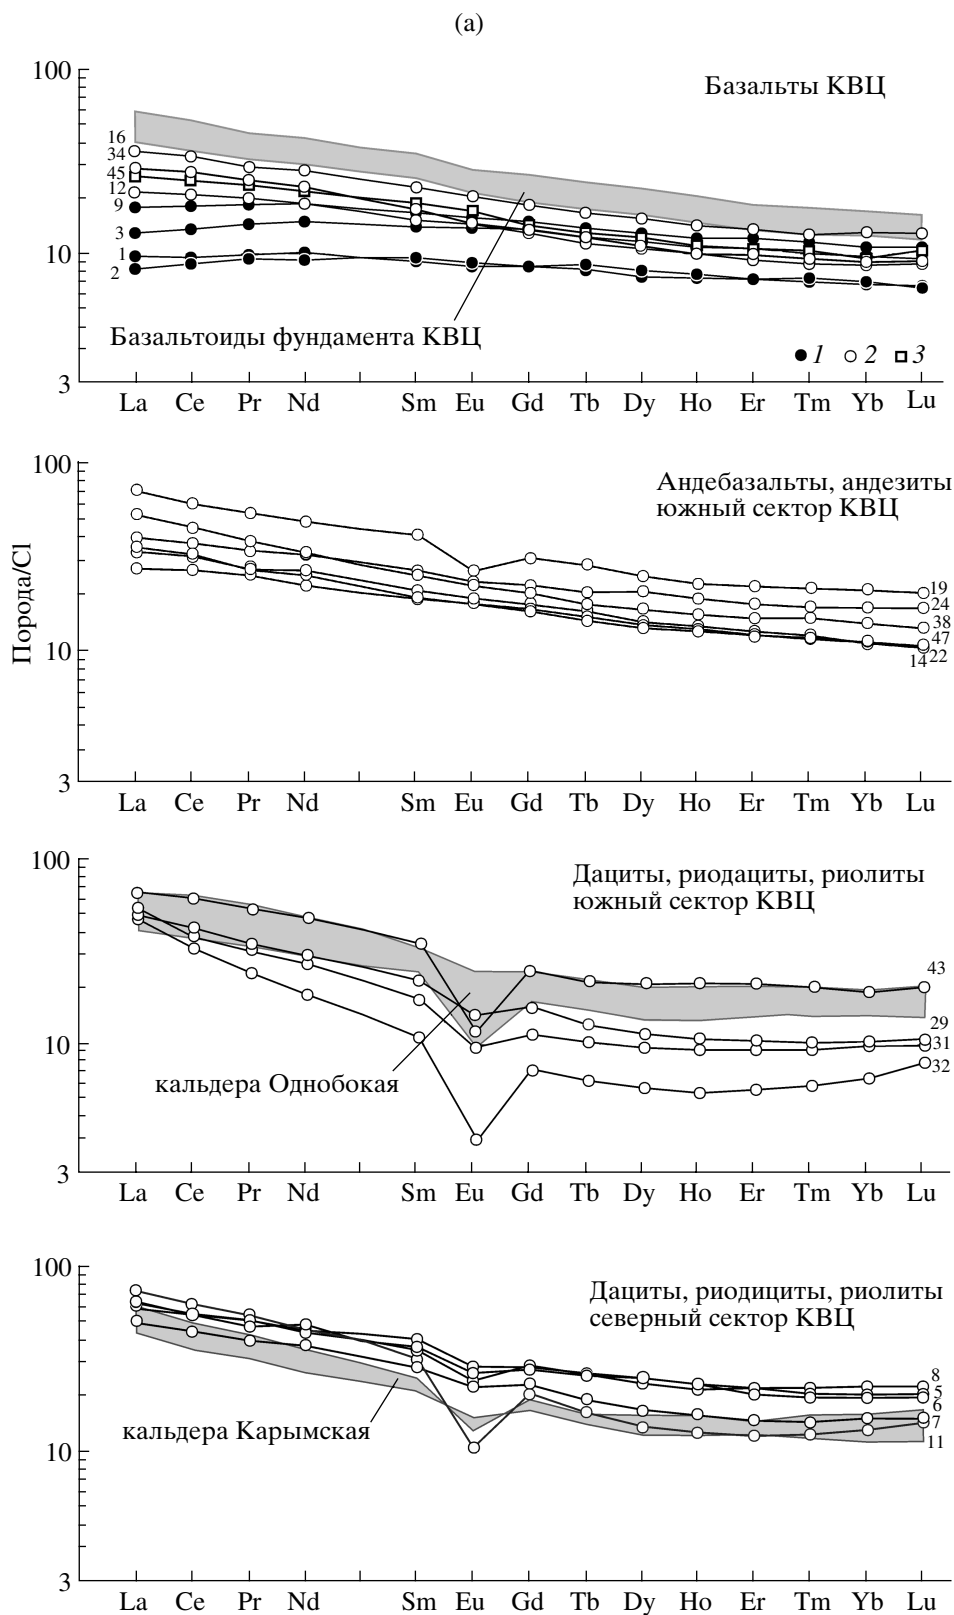 (а)
100
Базальты КВЦ
16
34
45
12
9
3
1
2
10
Базальтоиды фундамента КВЦ
1 2 3
3
La Ce Pr Nd Sm Eu Gd Tb Dy Ho Er Tm Yb Lu
Порода/Cl
100
Андебазальты, андезиты
южный сектор КВЦ
19
24
38
47
14 22
10
3
La Ce Pr Nd Sm Eu Gd Tb Dy Ho Er Tm Yb Lu
100
Дациты, риодациты, риолиты
южный сектор КВЦ
43
29
31
32
10
кальдера Однобокая
3
La Ce Pr Nd Sm Eu Gd Tb Dy Ho Er Tm Yb Lu
100
Дациты, риодициты, риолиты
северный сектор КВЦ
8
5
6
7
11
кальдера Карымская
10
3
La Ce Pr Nd Sm Eu Gd Tb Dy Ho Er Tm Yb Lu